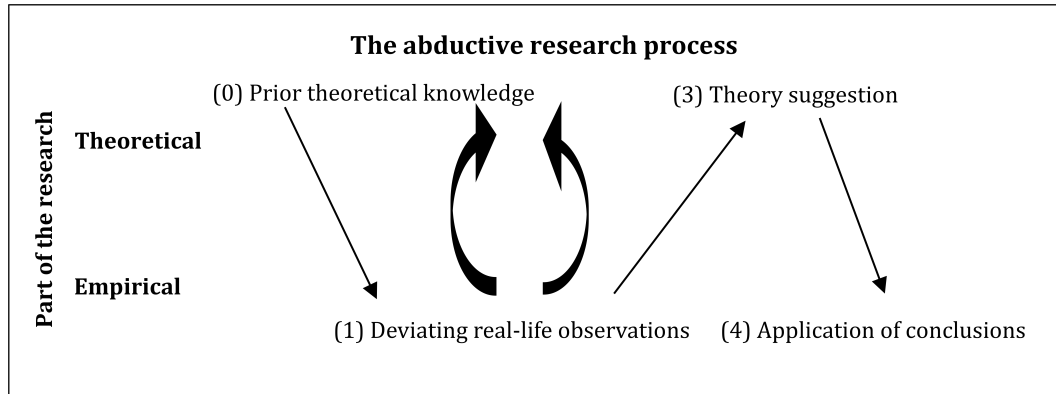 The abductive research process
(0) Prior theoretical knowledge
(3) Theory suggestion
Part of the research
Theoretical
Empirical
(1) Deviating real-life observations
(4) Application of conclusions